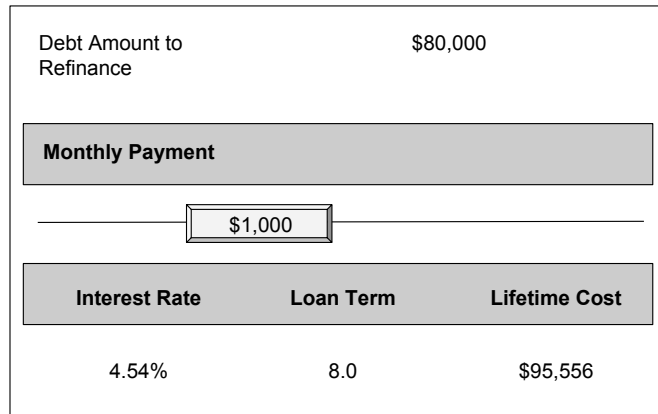 Debt Amount to
Refinance
$80,000
Monthly Payment
$1,000
Interest Rate Loan Term Lifetime Cost
4.54% 8.0 $95,556